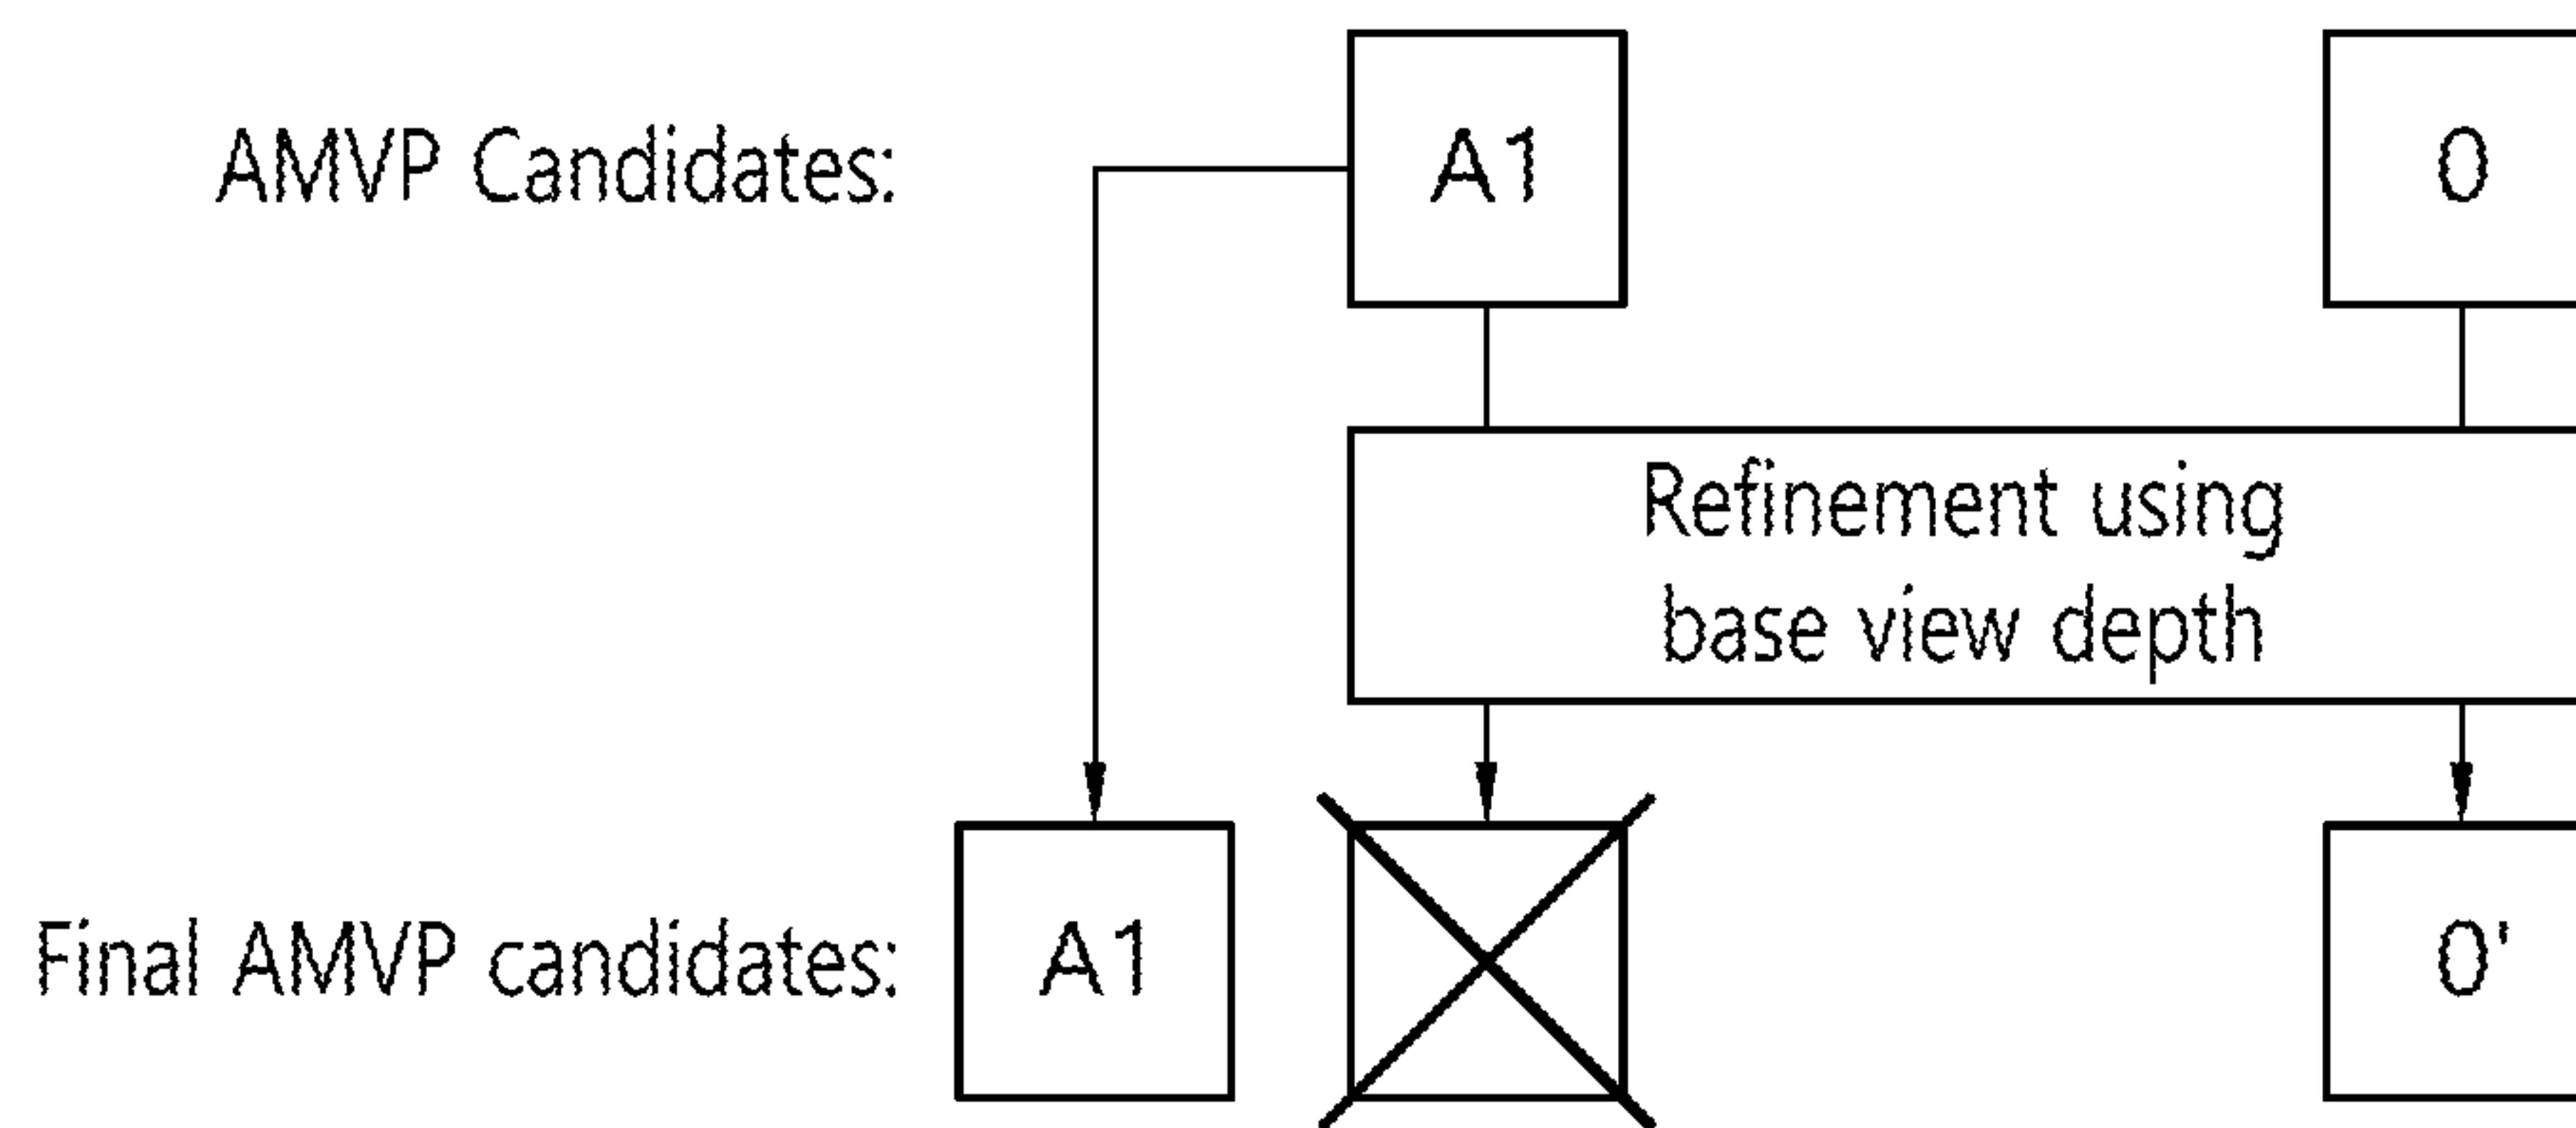 AMVP Candidates:
A1
0
Refinement using
base view depth
Final AMVP candidates:
A1
0'